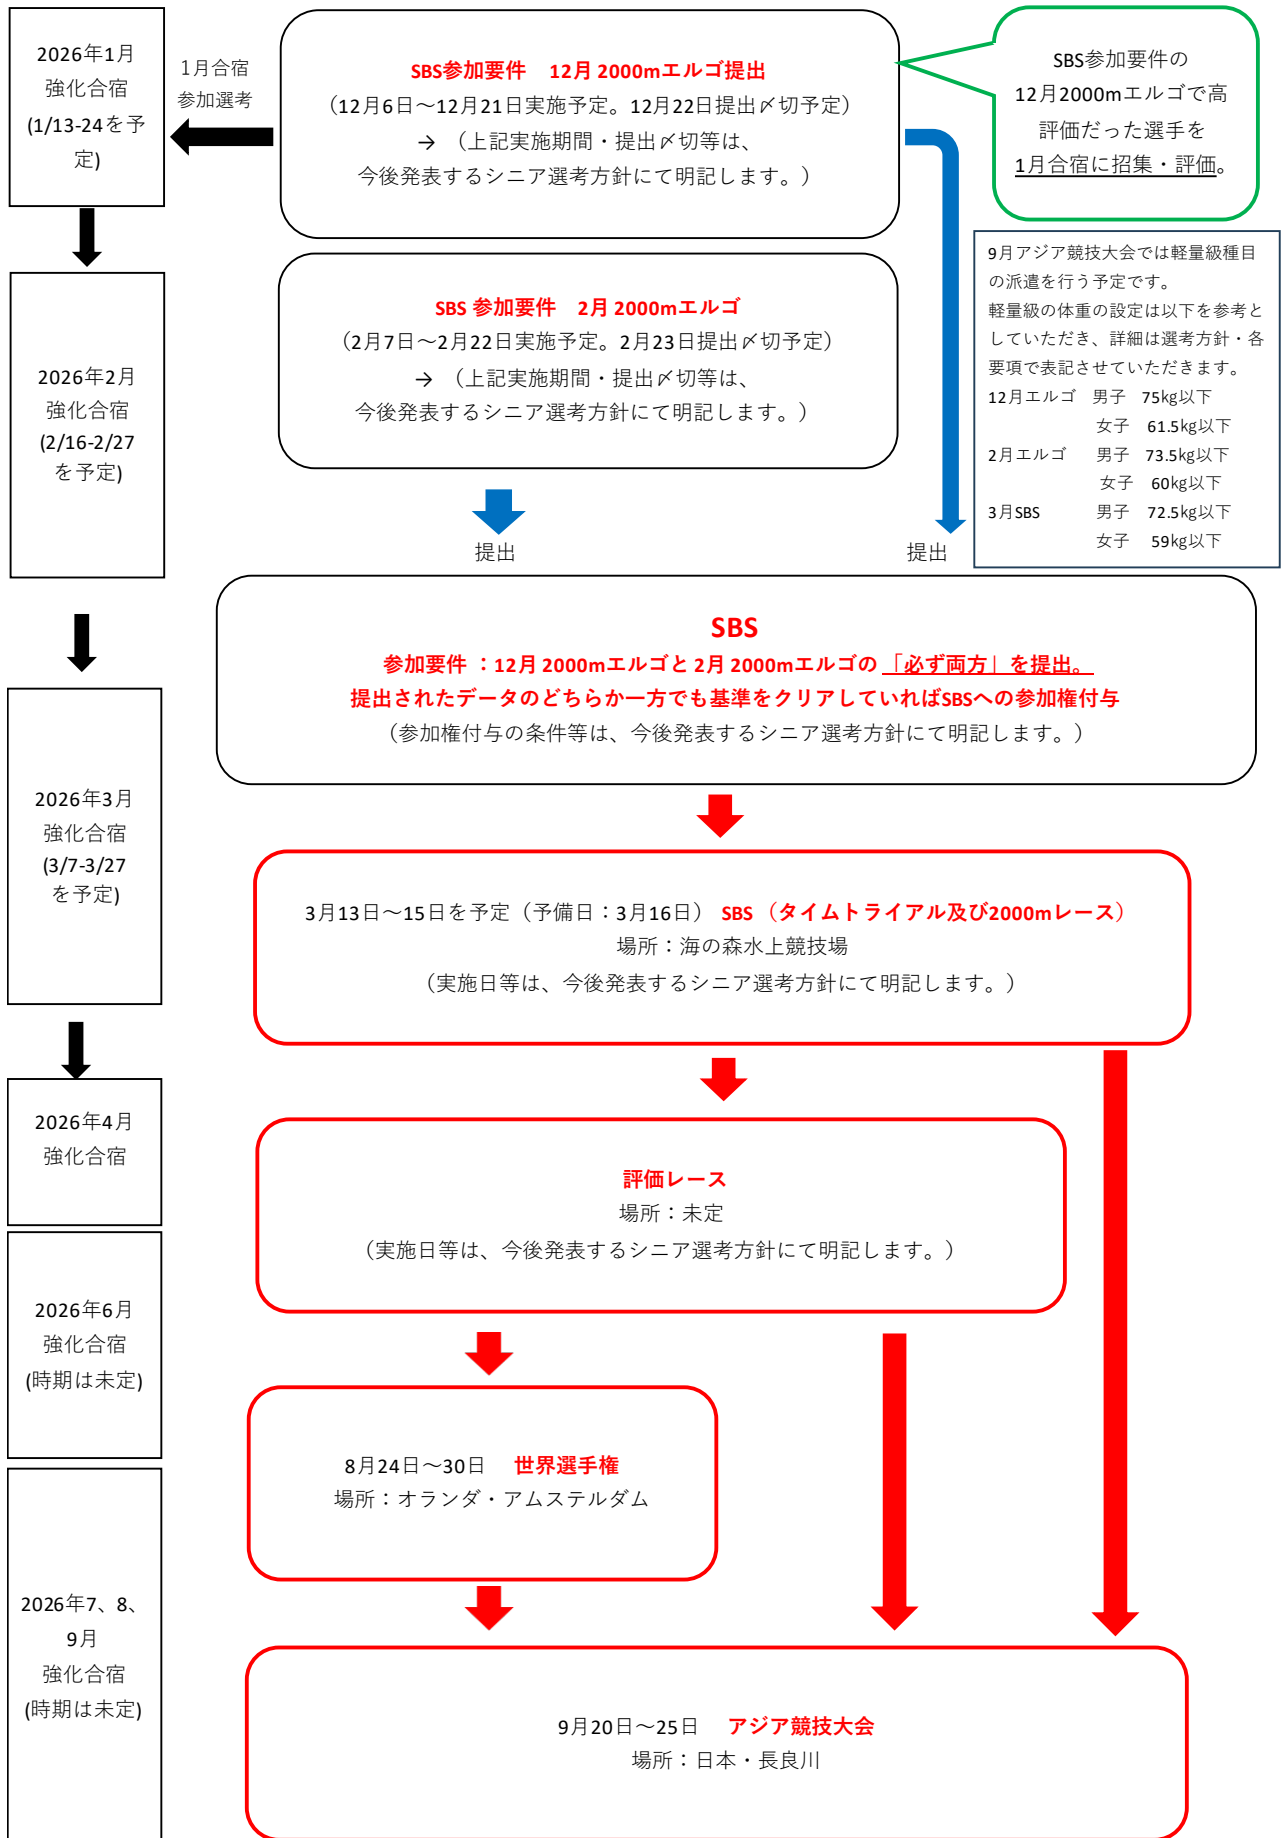 2026年1月
強化合宿
(1/13-24を予
定)
1月合宿
参加選考
SBS参加要件　12月 2000mエルゴ提出
（12月6日～12月21日実施予定。12月22日提出〆切予定）
→ （上記実施期間・提出〆切等は、
今後発表するシニア選考方針にて明記します。）
SBS参加要件の
12月2000mエルゴで高
評価だった選手を
1月合宿に招集・評価。
9月アジア競技大会では軽量級種目
の派遣を行う予定です。
軽量級の体重の設定は以下を参考と
していただき、詳細は選考方針・各
要項で表記させていただきます。
12月エルゴ　男子　75kg以下
女子　61.5kg以下
2月エルゴ　男子　73.5kg以下
女子　60kg以下
3月SBS　男子　72.5kg以下
女子　59kg以下
2026年2月
強化合宿
(2/16-2/27
を予定)
SBS 参加要件　2月 2000mエルゴ
（2月7日～2月22日実施予定。2月23日提出〆切予定）
→ （上記実施期間・提出〆切等は、
今後発表するシニア選考方針にて明記します。）
提出
提出
SBS
参加要件 ：12月 2000mエルゴと 2月 2000mエルゴの 「必ず両方」を提出。
提出されたデータのどちらか一方でも基準をクリアしていればSBSへの参加権付与
（参加権付与の条件等は、今後発表するシニア選考方針にて明記します。）
2026年3月
強化合宿
(3/7-3/27
を予定)
3月13日～15日を予定（予備日：3月16日） SBS （タイムトライアル及び2000mレース）
場所：海の森水上競技場
（実施日等は、今後発表するシニア選考方針にて明記します。）
2026年4月
強化合宿
評価レース
場所：未定
（実施日等は、今後発表するシニア選考方針にて明記します。）
2026年6月
強化合宿
(時期は未定)
8月24日～30日　世界選手権
場所：オランダ・アムステルダム
2026年7、8、
9月
強化合宿
(時期は未定)
9月20日～25日　アジア競技大会
場所：日本・長良川